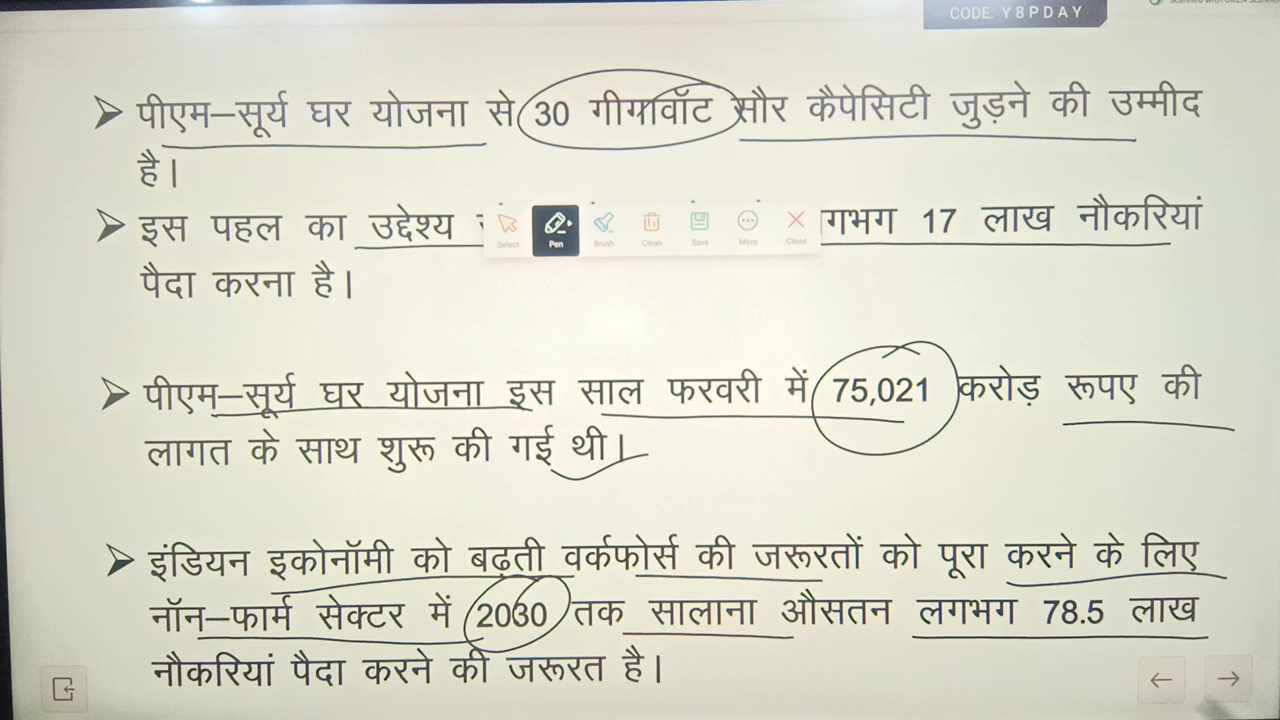 CODE: Y8PDAY
पीएम–सूर्य घर योजना से 30 गीगावॉट सौर कैपेसिटी जुड़ने की उम्मीद
है।
इस पहल का उद्देश्य
Select Pen Brush Clean Save More Close
गभग 17 लाख नौकरियां
पैदा करना है।
पीएम–सूर्य घर योजना इस साल फरवरी में 75,021 करोड़ रूपए की
लागत के साथ शुरू की गई थी।
इंडियन इकोनॉमी को बढ़ती वर्कफोर्स की जरूरतों को पूरा करने के लिए
नॉन–फार्म सेक्टर में 2030 तक सालाना औसतन लगभग 78.5 लाख
नौकरियां पैदा करने की जरूरत है।